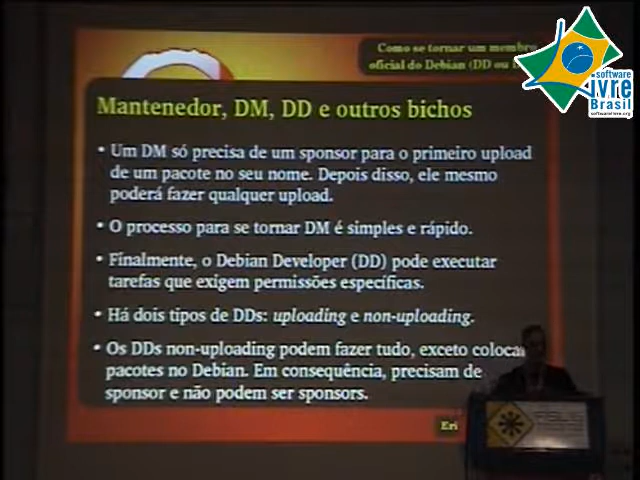 Como se tornar um membro
oficial do Debian (DD ou
software
livre
Brasil
softwarelivre.org
Mantenedor, DM, DD e outros bichos
• Um DM só precisa de um sponsor para o primeiro upload
de um pacote no seu nome. Depois disso, ele mesmo
poderá fazer qualquer upload.
• O processo para se tornar DM é simples e rápido.
• Finalmente, o Debian Developer (DD) pode executar
tarefas que exigem permissões específicas.
• Há dois tipos de DDs: uploading e non-uploading.
• Os DDs non-uploading podem fazer tudo, exceto colocar
pacotes no Debian. Em consequência, precisam de
sponsor e não podem ser sponsors.
Eri